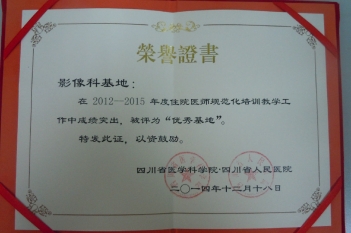 荣譽證書
影像科基地：
在 2012—2015 年度住院医师规范化培训教学工
作中成绩突出，被评为“优秀基地”。
特发此证，以资鼓励。
四川省医学科学院·四川省人民医院
二〇一四年十二月十八日